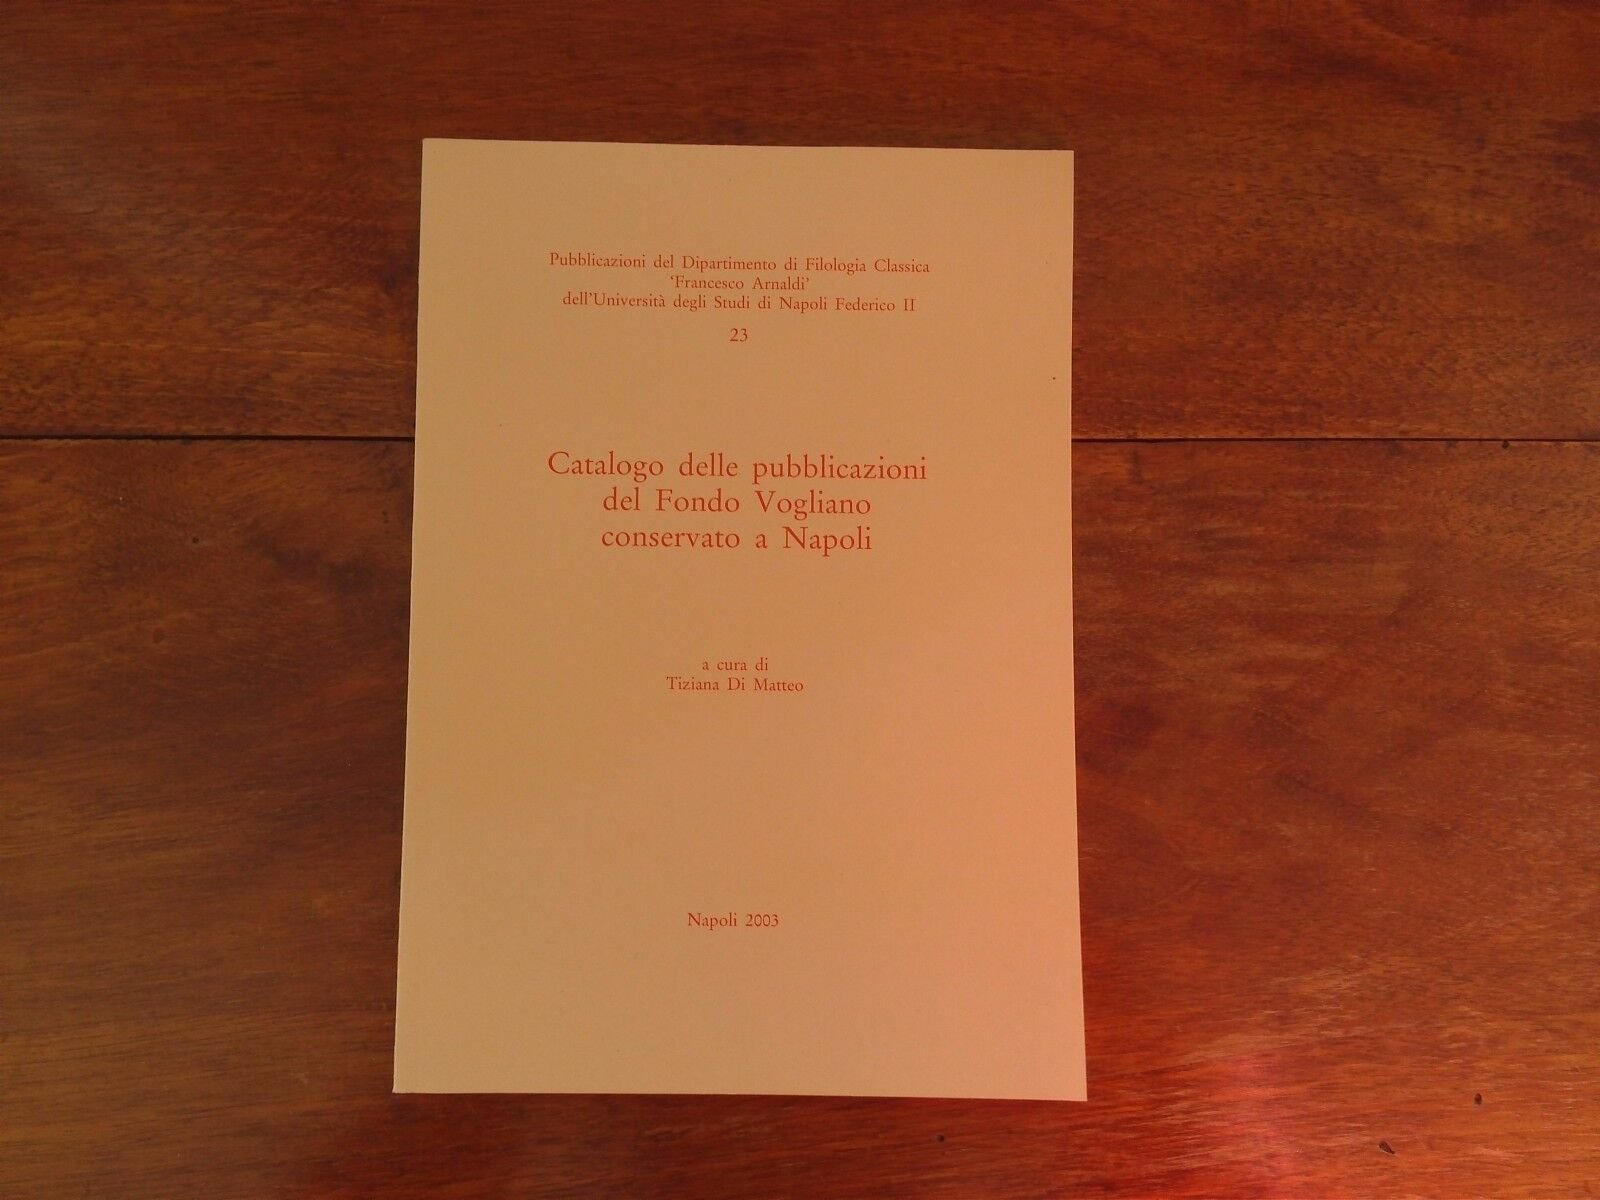 Pubblicazioni del Dipartimento di Filologia Classica
‘Francesco Arnaldi’
dell’Università degli Studi di Napoli Federico II
23
Catalogo delle pubblicazioni
del Fondo Vogliano
conservato a Napoli
a cura di
Tiziana Di Matteo
Napoli 2003